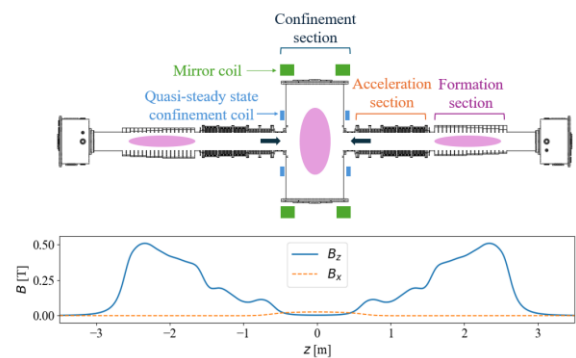 Confinement
section
Mirror coil
Quasi-steady state
confinement coil
Acceleration
section
Formation
section
B [T]
0.50
0.25
0.00
B_z
B_x
−3
−2
−1
0
1
2
3
z [m]